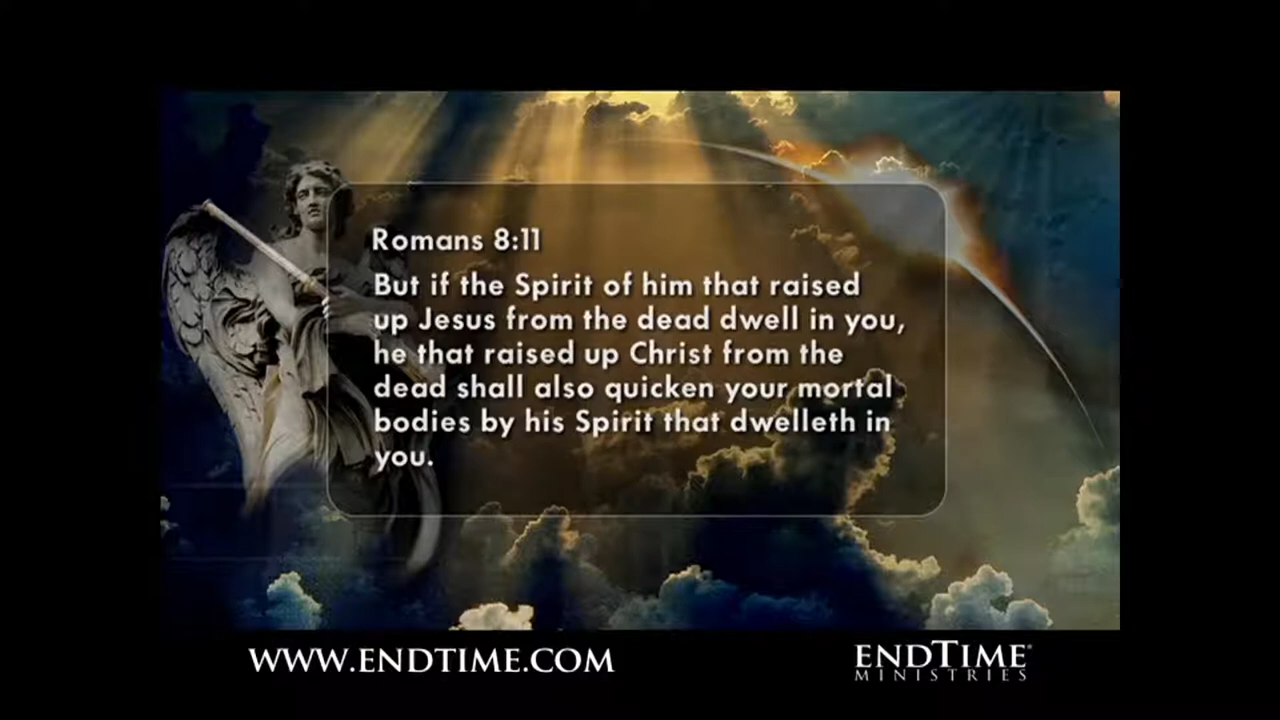 Romans 8:11
But if the Spirit of him that raised
up Jesus from the dead dwell in you,
he that raised up Christ from the
dead shall also quicken your mortal
bodies by his Spirit that dwelleth in
you.
WWW.ENDTIME.COM
ENDTIME®
MINISTRIES